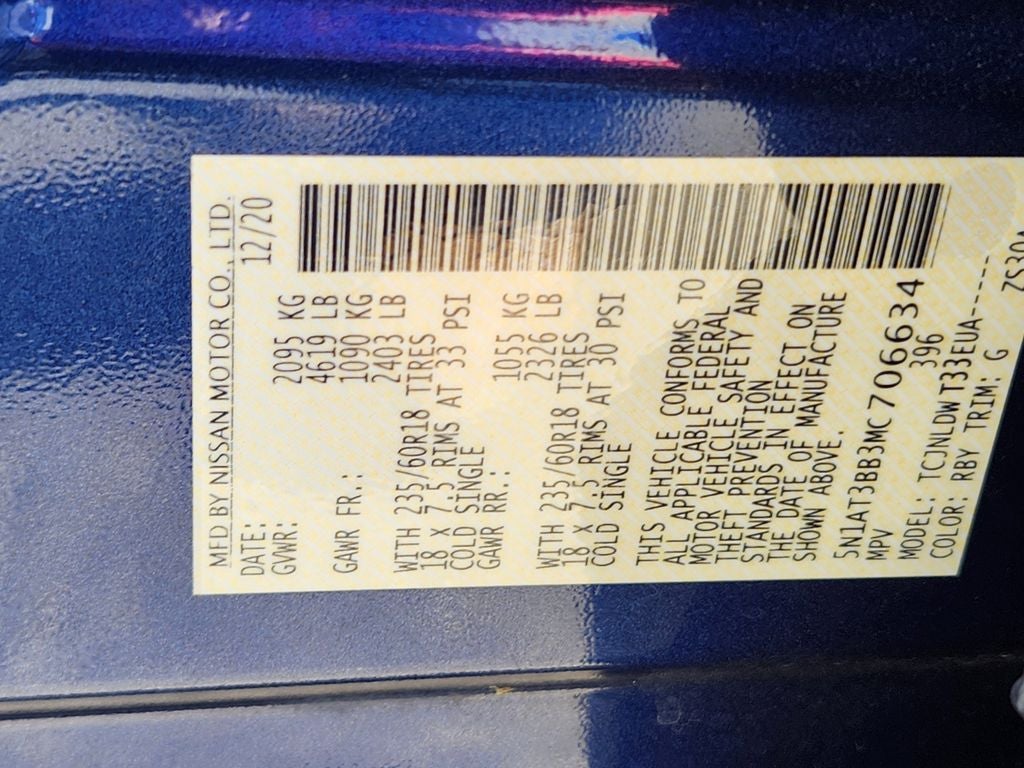 MFD BY NISSAN MOTOR CO., LTD.
DATE: 12/20
GVWR: 2095 KG
4619 LB
GAWR FR.: 1090 KG
2403 LB
WITH 235/60R18 TIRES
18 X 7.5 RIMS AT 33 PSI
COLD SINGLE
GAWR RR.: 1055 KG
2326 LB
WITH 235/60R18 TIRES
18 X 7.5 RIMS AT 30 PSI
COLD SINGLE
THIS VEHICLE CONFORMS TO
ALL APPLICABLE FEDERAL
MOTOR VEHICLE SAFETY AND
THEFT PREVENTION
STANDARDS IN EFFECT ON
THE DATE OF MANUFACTURE
SHOWN ABOVE.
5N1AT3BB3MC706634
MPV 396
MODEL: TCJNLDWT33EUA-----
COLOR: RBY TRIM: G ZS30A